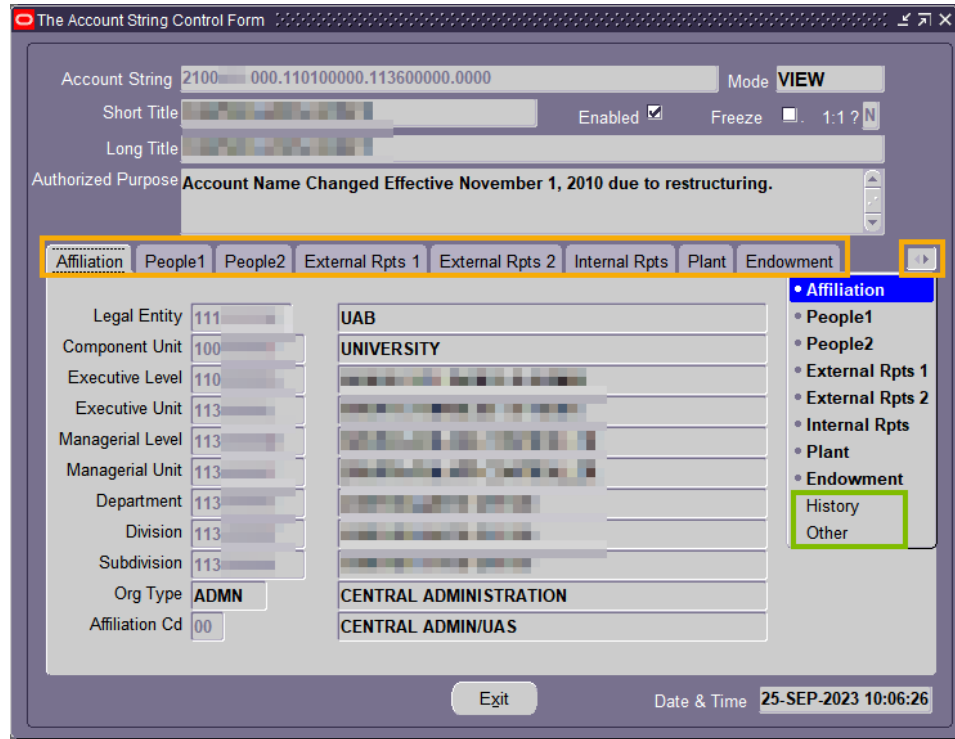 The Account String Control Form
Account String 2100 000.110100000.113600000.0000 Mode VIEW
Short Title Enabled Freeze . 1:1 ? N
Long Title
Authorized Purpose Account Name Changed Effective November 1, 2010 due to restructuring.
Affiliation People1 People2 External Rpts 1 External Rpts 2 Internal Rpts Plant Endowment
Affiliation
People1
People2
External Rpts 1
External Rpts 2
Internal Rpts
Plant
Endowment
History
Other
Legal Entity 111 UAB
Component Unit 100 UNIVERSITY
Executive Level 110
Executive Unit 113
Managerial Level 113
Managerial Unit 113
Department 113
Division 113
Subdivision 113
Org Type ADMN CENTRAL ADMINISTRATION
Affiliation Cd 00 CENTRAL ADMIN/UAS
Exit Date & Time 25-SEP-2023 10:06:26